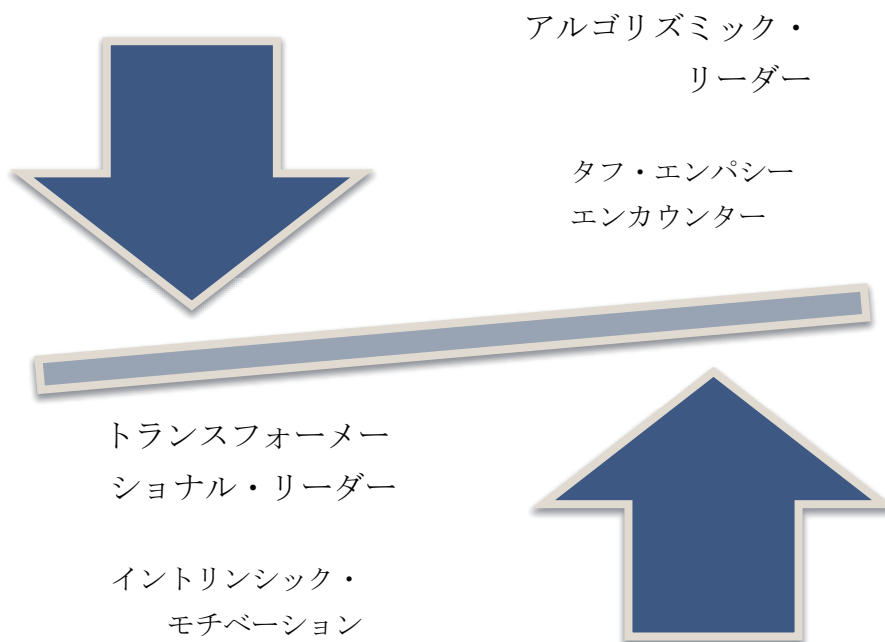 アルゴリズミック・
リーダー
タフ・エンパシー
エンカウンター
トランスフォーメー
ショナル・リーダー
イントリンシック・
モチベーション